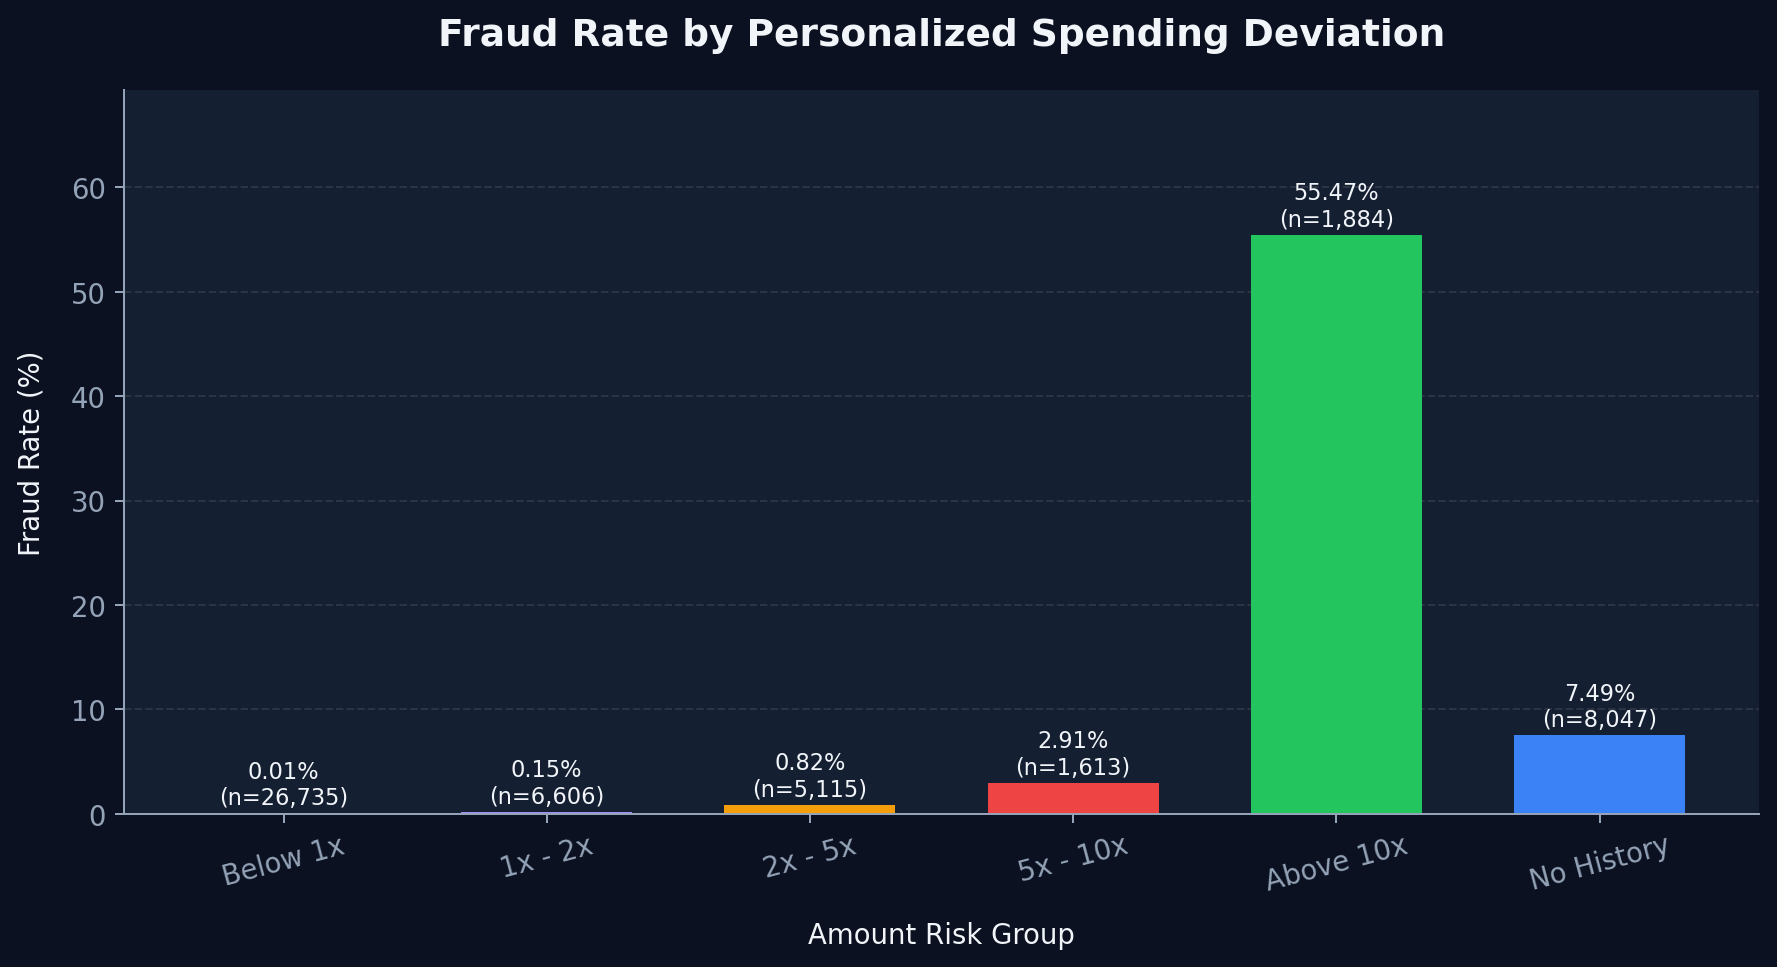 Fraud Rate by Personalized Spending Deviation
Fraud Rate (%)
60
50
40
30
20
10
0
0.01%
(n=26,735)
0.15%
(n=6,606)
0.82%
(n=5,115)
2.91%
(n=1,613)
55.47%
(n=1,884)
7.49%
(n=8,047)
Below 1x
1x - 2x
2x - 5x
5x - 10x
Above 10x
No History
Amount Risk Group